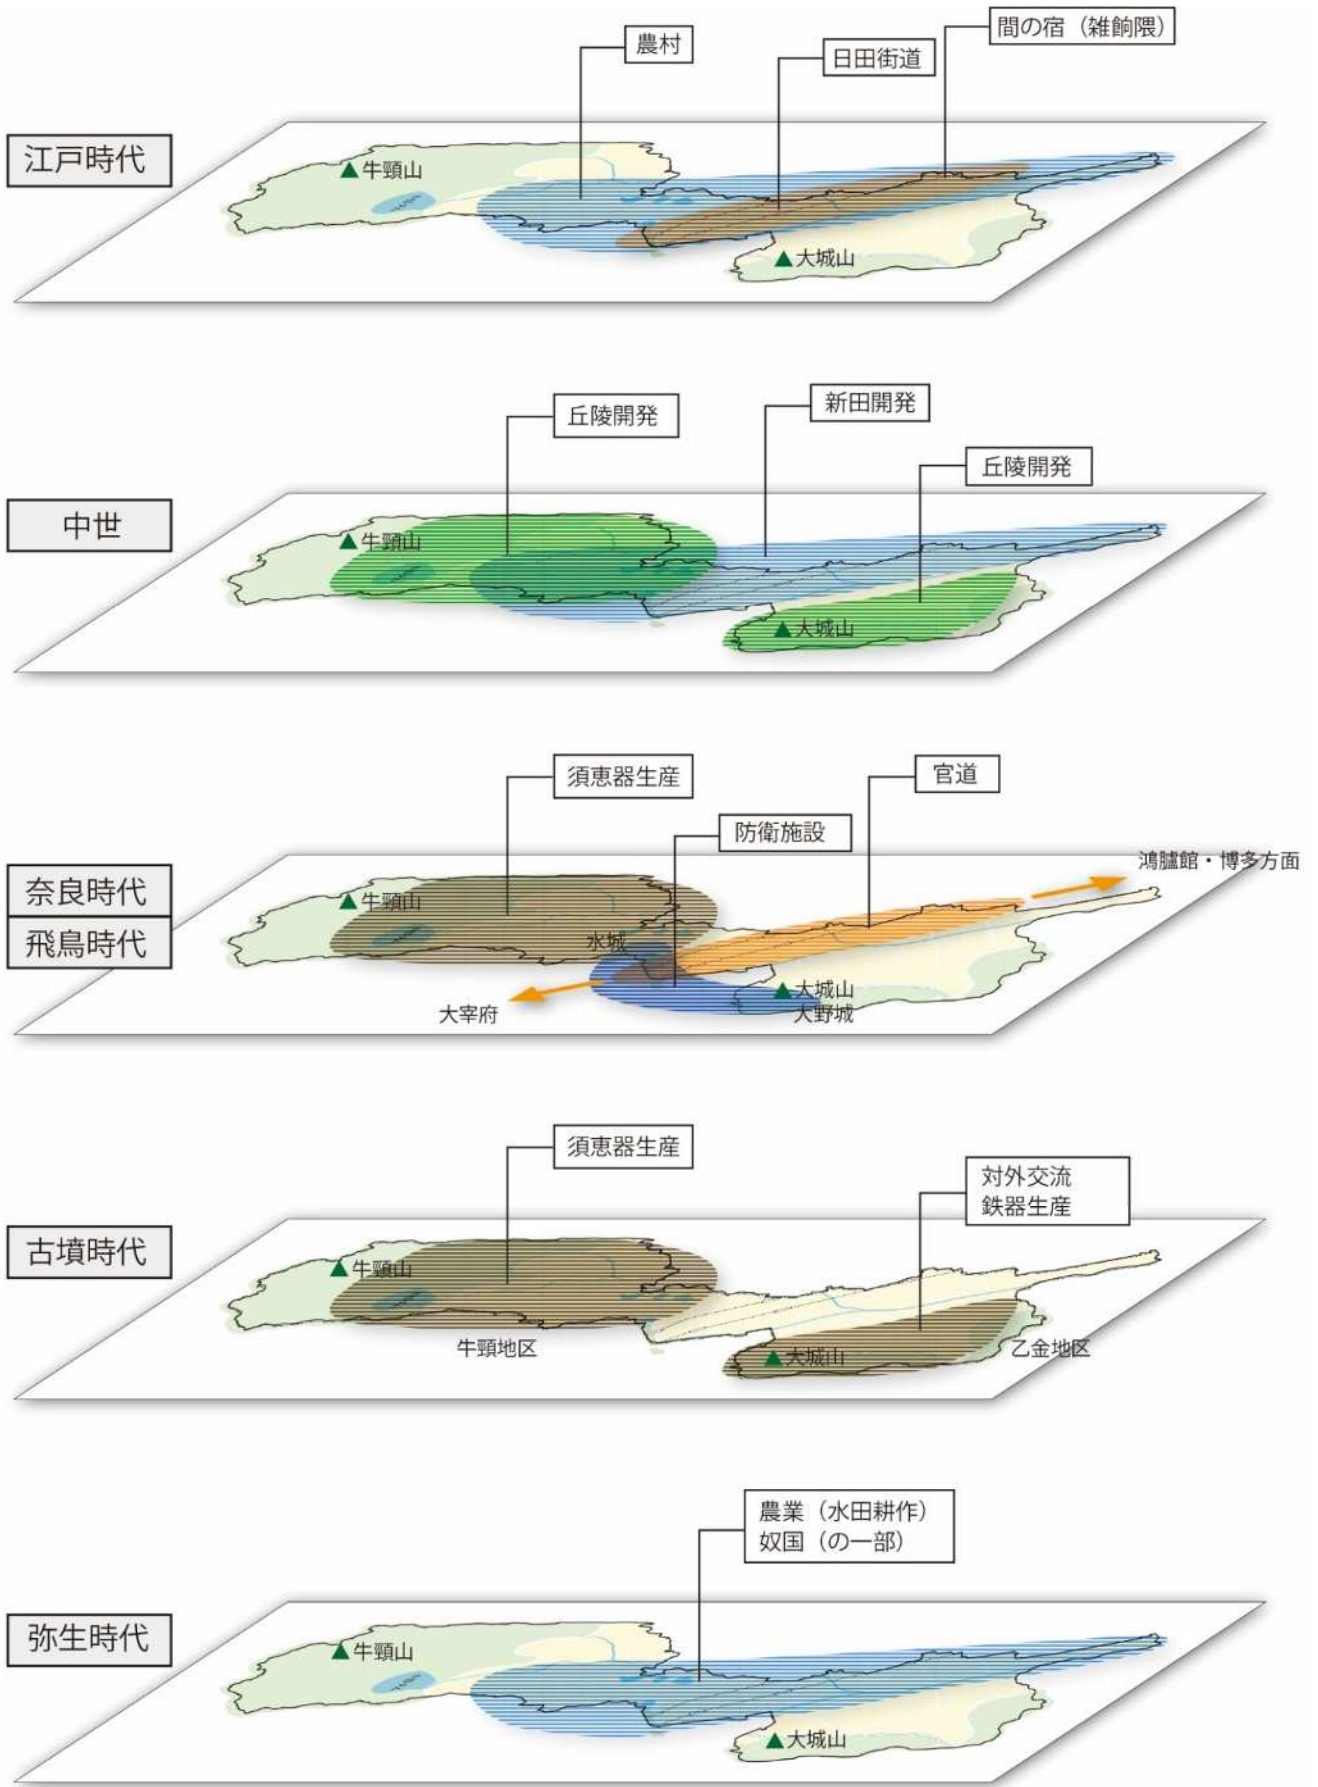 農村
日田街道
間の宿（雑餉隈）
江戸時代
牛頸山
大城山
丘陵開発
新田開発
丘陵開発
中世
牛頸山
大城山
須恵器生産
官道
防衛施設
鴻臚館・博多方面
奈良時代
飛鳥時代
牛頸山
水城
大城山
大野城
大宰府
須恵器生産
対外交流
鉄器生産
古墳時代
牛頸山
牛頸地区
大城山
乙金地区
農業（水田耕作）
奴国（の一部）
弥生時代
牛頸山
大城山